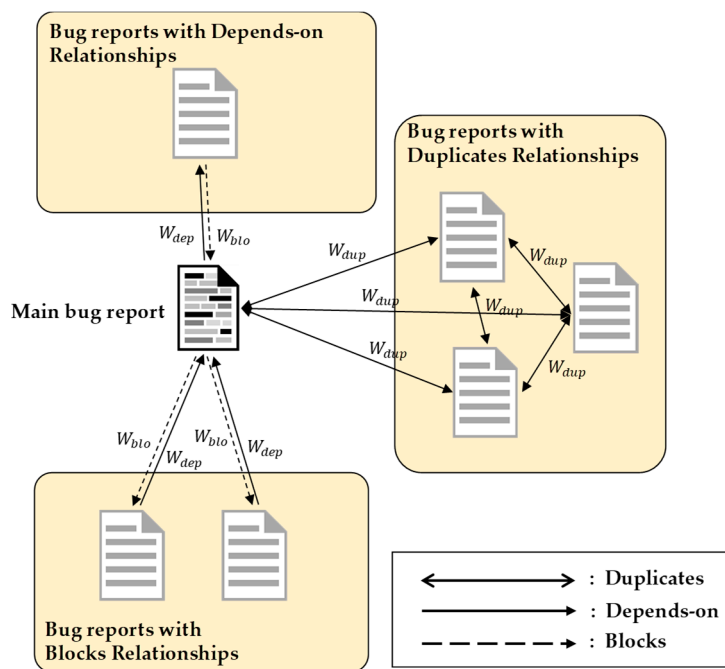 Bug reports with Depends-on
Relationships
W_dep
W_blo
Bug reports with
Duplicates Relationships
W_dup
W_dup
W_dup
W_dup
Main bug report
W_dup
W_dup
W_blo
W_blo
W_dep
W_dep
Bug reports with
Blocks Relationships
: Duplicates
: Depends-on
: Blocks